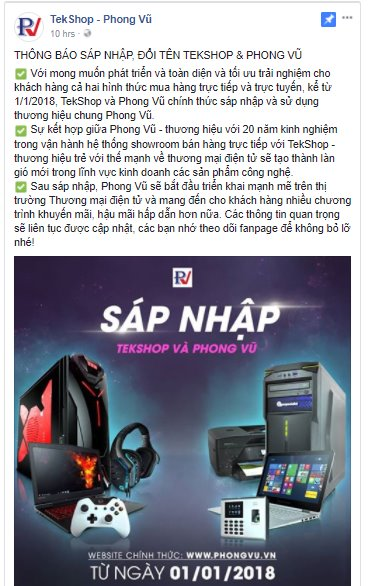 TekShop - Phong Vũ
10 hrs
THÔNG BÁO SÁP NHẬP, ĐỔI TÊN TEKSHOP & PHONG VŨ
Với mong muốn phát triển và toàn diện và tối ưu trải nghiệm cho
khách hàng cả hai hình thức mua hàng trực tiếp và trực tuyến, kể từ
1/1/2018, TekShop và Phong Vũ chính thức sáp nhập và sử dụng
thương hiệu chung Phong Vũ.
Sự kết hợp giữa Phong Vũ - thương hiệu với 20 năm kinh nghiệm
trong vận hành hệ thống showroom bán hàng trực tiếp với TekShop -
thương hiệu trẻ với thế mạnh về thương mại điện tử sẽ tạo thành làn
gió mới trong lĩnh vực kinh doanh các sản phẩm công nghệ.
Sau sáp nhập, Phong Vũ sẽ bắt đầu triển khai mạnh mẽ trên thị
trường Thương mại điện tử và mang đến cho khách hàng nhiều chương
trình khuyến mãi, hậu mãi hấp dẫn hơn nữa. Các thông tin quan trọng
sẽ liên tục được cập nhật, các bạn nhớ theo dõi fanpage để không bỏ lỡ
nhé!
SÁP NHẬP
TEKSHOP VÀ PHONG VŨ
WEBSITE CHÍNH THỨC: WWW.PHONGVU.VN
TỪ NGÀY 01/01/2018